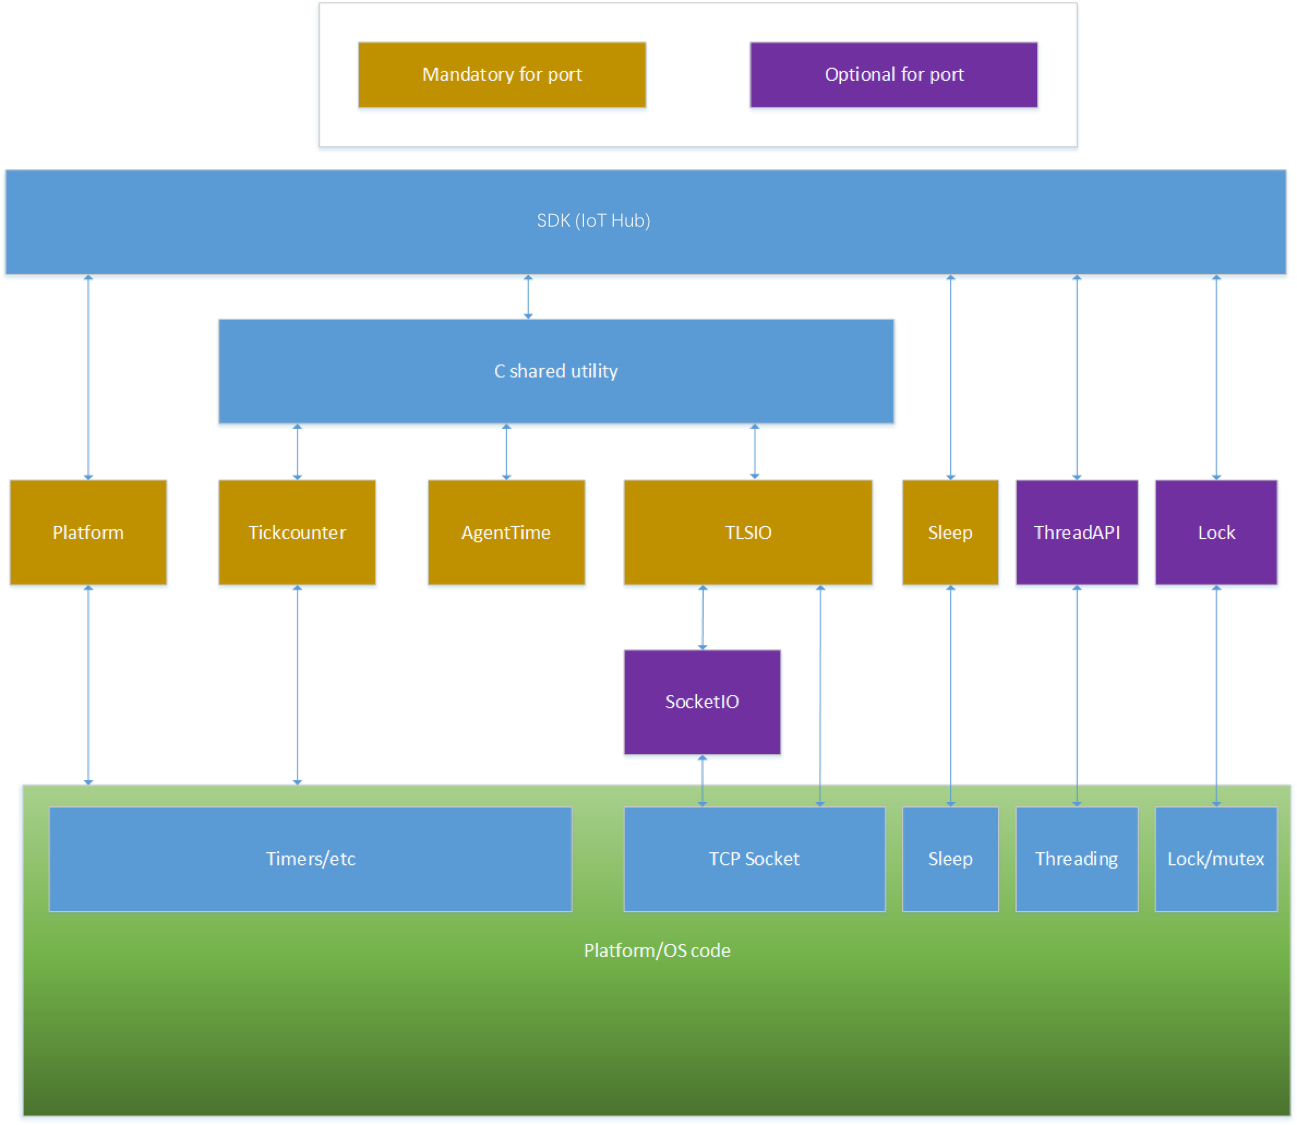 Mandatory for port
Optional for port
SDK (IoT Hub)
C shared utility
Platform
Tickcounter
AgentTime
TLSIO
Sleep
ThreadAPI
Lock
SocketIO
Timers/etc
TCP Socket
Sleep
Threading
Lock/mutex
Platform/OS code